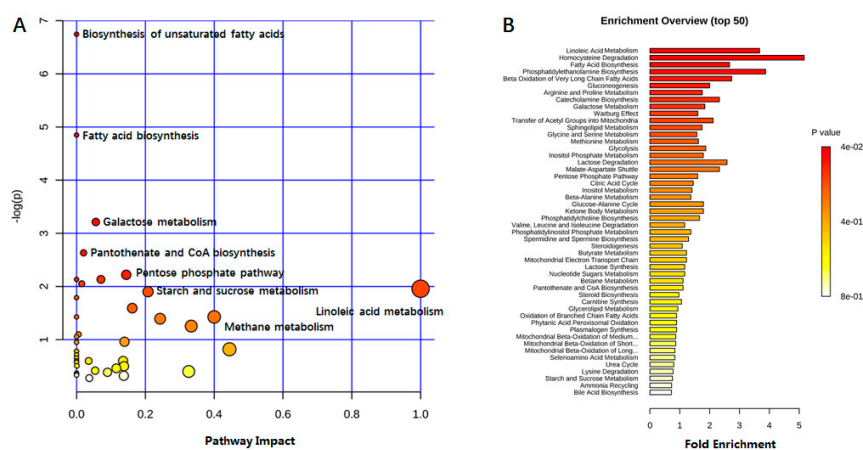 A
-7
6
5
4
3
2
1
-log(p)
Biosynthesis of unsaturated fatty acids
Fatty acid biosynthesis
Galactose metabolism
Pantothenate and CoA biosynthesis
Pentose phosphate pathway
Starch and sucrose metabolism
Linoleic acid metabolism
Methane metabolism
0.0 0.2 0.4 0.6 0.8 1.0
Pathway Impact
B
Enrichment Overview (top 50)
Linoleic Acid Metabolism
Homocysteine Degradation
Fatty Acid Biosynthesis
Phosphatidylethanolamine Biosynthesis
Beta Oxidation of Very Long Chain Fatty Acids
Gluconeogenesis
Arginine and Proline Metabolism
Catecholamine Biosynthesis
Galactose Metabolism
Warburg Effect
Transfer of Acetyl Groups into Mitochondria
Sphingolipid Metabolism
Glycine and Serine Metabolism
Methionine Metabolism
Glycolysis
Inositol Phosphate Metabolism
Lactose Degradation
Malate-Aspartate Shuttle
Pentose Phosphate Pathway
Citric Acid Cycle
Inositol Metabolism
Beta-Alanine Metabolism
Glucose-Alanine Cycle
Ketone Body Metabolism
Phosphatidylcholine Biosynthesis
Valine, Leucine and Isoleucine Degradation
Phosphatidylinositol Phosphate Metabolism
Spermidine and Spermine Biosynthesis
Steroidogenesis
Butyrate Metabolism
Mitochondrial Electron Transport Chain
Lactose Synthesis
Nucleotide Sugars Metabolism
Betaine Metabolism
Pantothenate and CoA Biosynthesis
Steroid Biosynthesis
Carnitine Synthesis
Glycerolipid Metabolism
Oxidation of Branched Chain Fatty Acids
Phytanic Acid Peroxisomal Oxidation
Plasmalogen Synthesis
Mitochondrial Beta-Oxidation of Medium...
Mitochondrial Beta-Oxidation of Short...
Mitochondrial Beta-Oxidation of Long...
Selenoamino Acid Metabolism
Urea Cycle
Lysine Degradation
Starch and Sucrose Metabolism
Ammonia Recycling
Bile Acid Biosynthesis
0 1 2 3 4 5
Fold Enrichment
P value
4e-02
4e-01
8e-01